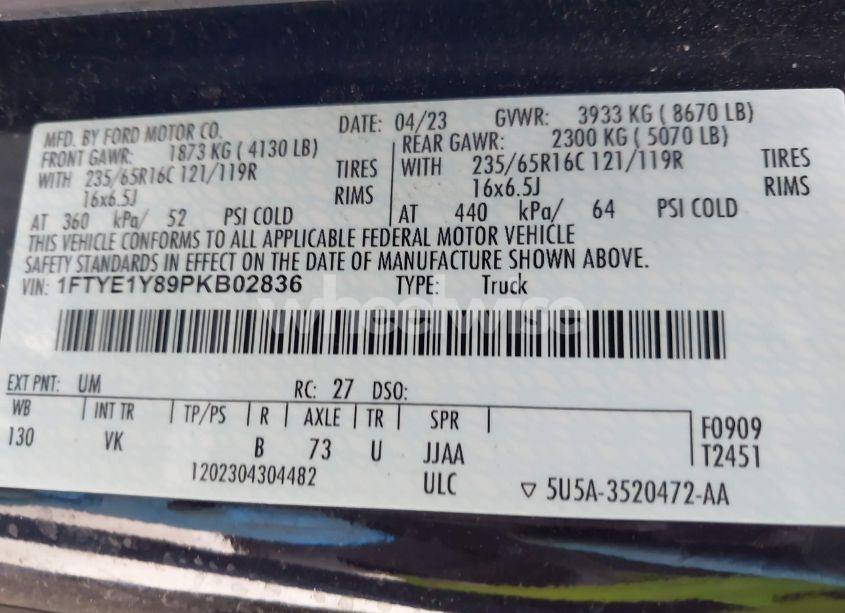 MFD. BY FORD MOTOR CO. DATE: 04/23 GVWR: 3933 KG ( 8670 LB)
FRONT GAWR: 1873 KG ( 4130 LB) REAR GAWR: 2300 KG ( 5070 LB)
WITH 235/65R16C 121/119R TIRES WITH 235/65R16C 121/119R TIRES
16x6.5J RIMS 16x6.5J RIMS
AT 360 kPa/ 52 PSI COLD AT 440 kPa/ 64 PSI COLD
THIS VEHICLE CONFORMS TO ALL APPLICABLE FEDERAL MOTOR VEHICLE
SAFETY STANDARDS IN EFFECT ON THE DATE OF MANUFACTURE SHOWN ABOVE.
VIN: 1FTYE1Y89PKB02836 TYPE: Truck
wheelwise
EXT PNT: UM RC: 27 DSO:
WB INT TR TP/PS R AXLE TR SPR F0909
130 VK B 73 U JJAA T2451
1202304304482 ULC ▽ 5U5A-3520472-AA